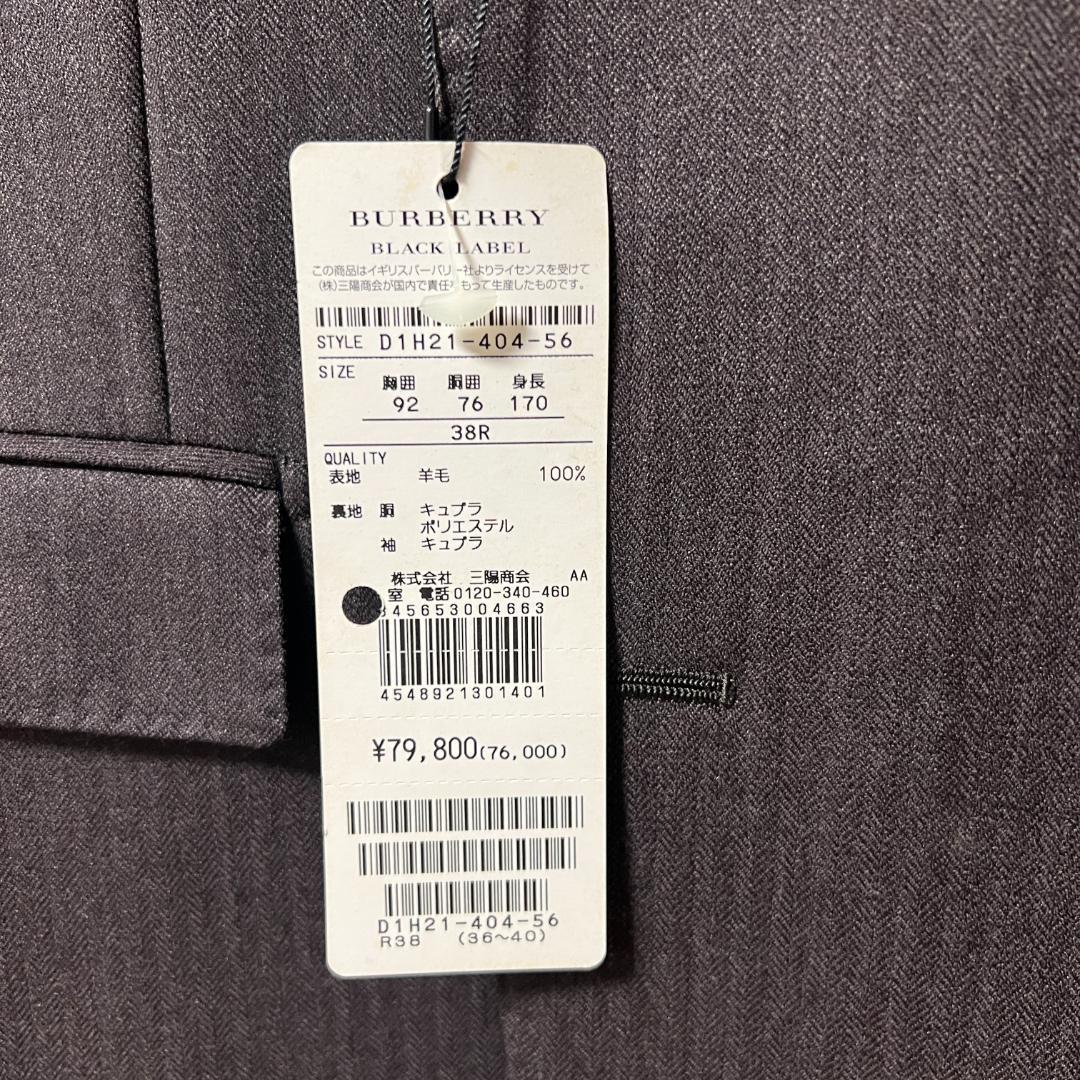 BURBERRY
BLACK LABEL
この商品はイギリスバーバリー社よりライセンスを受けて
(株)三陽商会が国内で責任 もって生産したものです。
STYLE D1H21-404-56
SIZE
胸囲 胴囲 身長
92 76 170
38R
QUALITY
表地 羊毛 100%
裏地 胴 キュプラ
ポリエステル
袖 キュプラ
株式会社 三陽商会 AA
室 電話0120-340-460
345653004663
4548921301401
¥79,800(76,000)
D1H21-404-56
R38 (36~40)